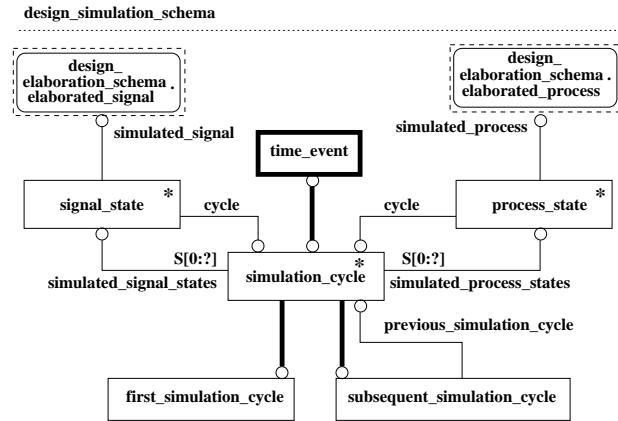 design_simulation_schema
design_
elaboration_schema .
elaborated_signal
design_
elaboration_schema .
elaborated_process
simulated_signal
simulated_process
time_event
signal_state *
cycle
cycle
process_state *
S[0:?]
simulation_cycle *
S[0:?]
simulated_signal_states
simulated_process_states
previous_simulation_cycle
first_simulation_cycle
subsequent_simulation_cycle